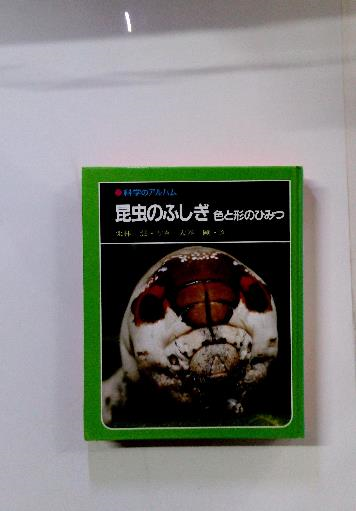 ●科学のアルバム
昆虫のふしぎ 色と形のひみつ